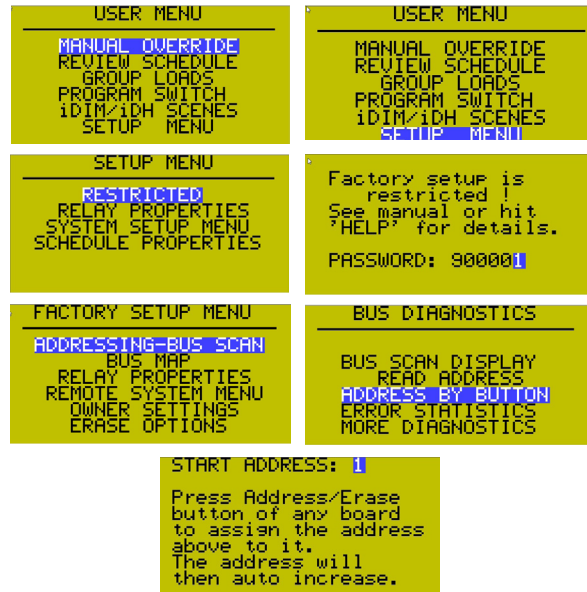 USER MENU
MANUAL OVERRIDE
REVIEW SCHEDULE
GROUP LOADS
PROGRAM SWITCH
iDIM/iDH SCENES
SETUP MENU
USER MENU
MANUAL OVERRIDE
REVIEW SCHEDULE
GROUP LOADS
PROGRAM SWITCH
iDIM/iDH SCENES
SETUP MENU
SETUP MENU
RESTRICTED
RELAY PROPERTIES
SYSTEM SETUP MENU
SCHEDULE PROPERTIES
Factory setup is
restricted !
See manual or hit
'HELP' for details.
PASSWORD: 900001
FACTORY SETUP MENU
ADDRESSING-BUS SCAN
BUS MAP
RELAY PROPERTIES
REMOTE SYSTEM MENU
OWNER SETTINGS
ERASE OPTIONS
BUS DIAGNOSTICS
BUS SCAN DISPLAY
READ ADDRESS
ADDRESS BY BUTTON
ERROR STATISTICS
MORE DIAGNOSTICS
START ADDRESS: 1
Press Address/Erase
button of any board
to assign the address
above to it.
The address will
then auto increase.